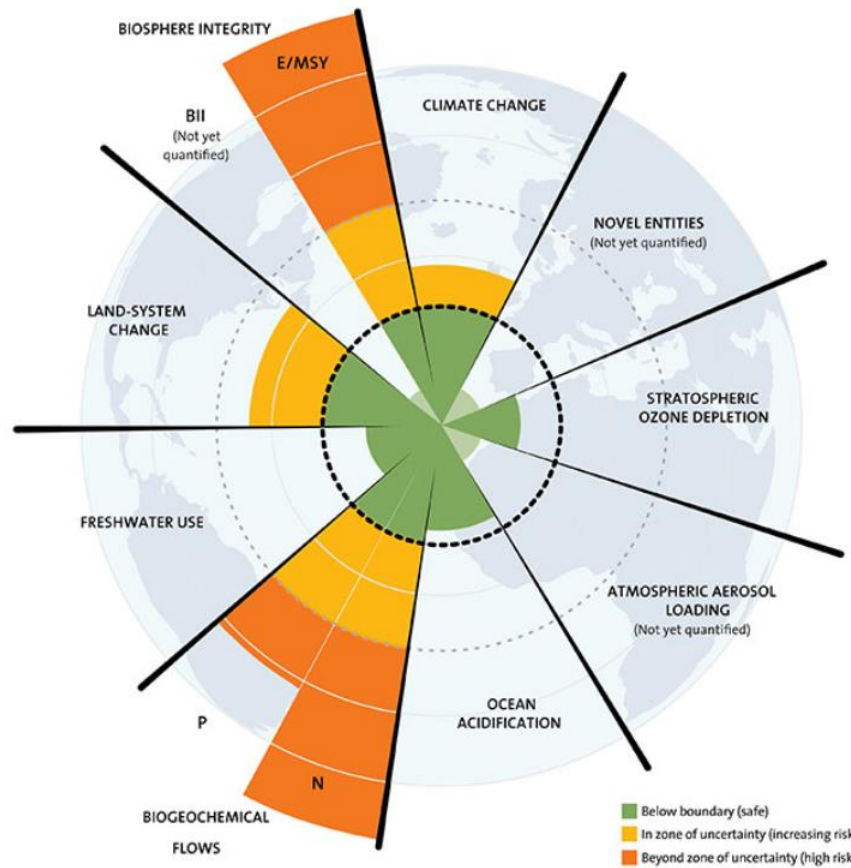 BIOSPHERE INTEGRITY
E/MSY
BII
(Not yet
quantified)
CLIMATE CHANGE
NOVEL ENTITIES
(Not yet quantified)
LAND-SYSTEM
CHANGE
STRATOSPHERIC
OZONE DEPLETION
FRESHWATER USE
ATMOSPHERIC AEROSOL
LOADING
(Not yet quantified)
OCEAN
ACIDIFICATION
P
N
BIOGEOCHEMICAL
FLOWS
Below boundary (safe)
In zone of uncertainty (increasing risk
Beyond zone of uncertainty (high risk